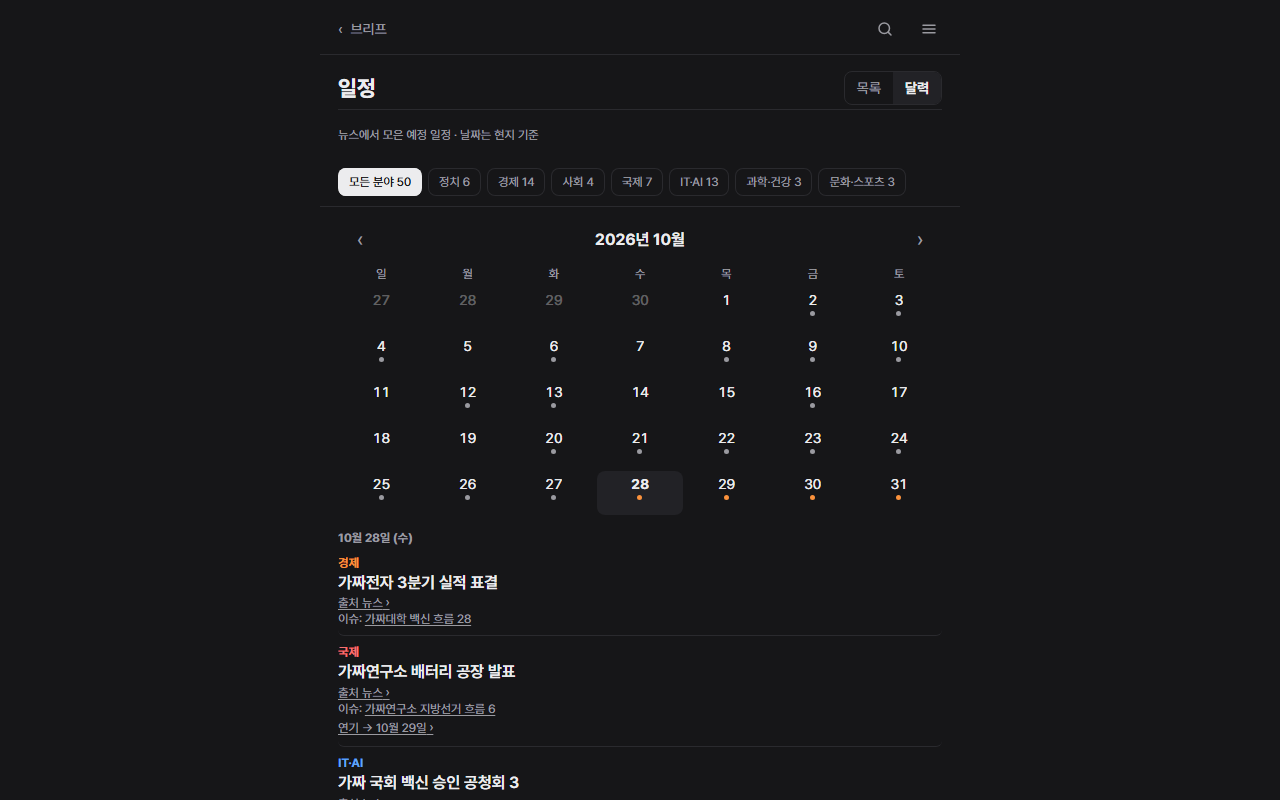 ‹ 브리프
일정
목록 달력
뉴스에서 모은 예정 일정 · 날짜는 현지 기준
모든 분야 50 정치 6 경제 14 사회 4 국제 7 IT·AI 13 과학·건강 3 문화·스포츠 3
‹ 2026년 10월 ›
일 월 화 수 목 금 토
27 28 29 30 1 2 3
4 5 6 7 8 9 10
11 12 13 14 15 16 17
18 19 20 21 22 23 24
25 26 27 28 29 30 31
10월 28일 (수)
경제
가짜전자 3분기 실적 표결
출처 뉴스 ›
이슈: 가짜대학 백신 흐름 28
국제
가짜연구소 배터리 공장 발표
출처 뉴스 ›
이슈: 가짜연구소 지방선거 흐름 6
연기 → 10월 29일 ›
IT·AI
가짜 국회 백신 승인 공청회 3